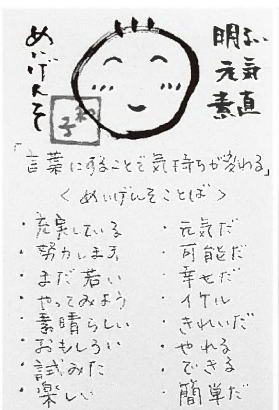 めいげんそ
明るい
元気
素直
和子
「言葉にすることで気持ちが変わる」
<めいげんそことば>
・充実している
・努力します
・まだ若い
・やってみよう
・素晴らしい
・おもしろい
・試みた
・楽しい
・元気だ
・可能だ
・幸せだ
・イケル
・きれいだ
・やれる
・できる
・簡単だ